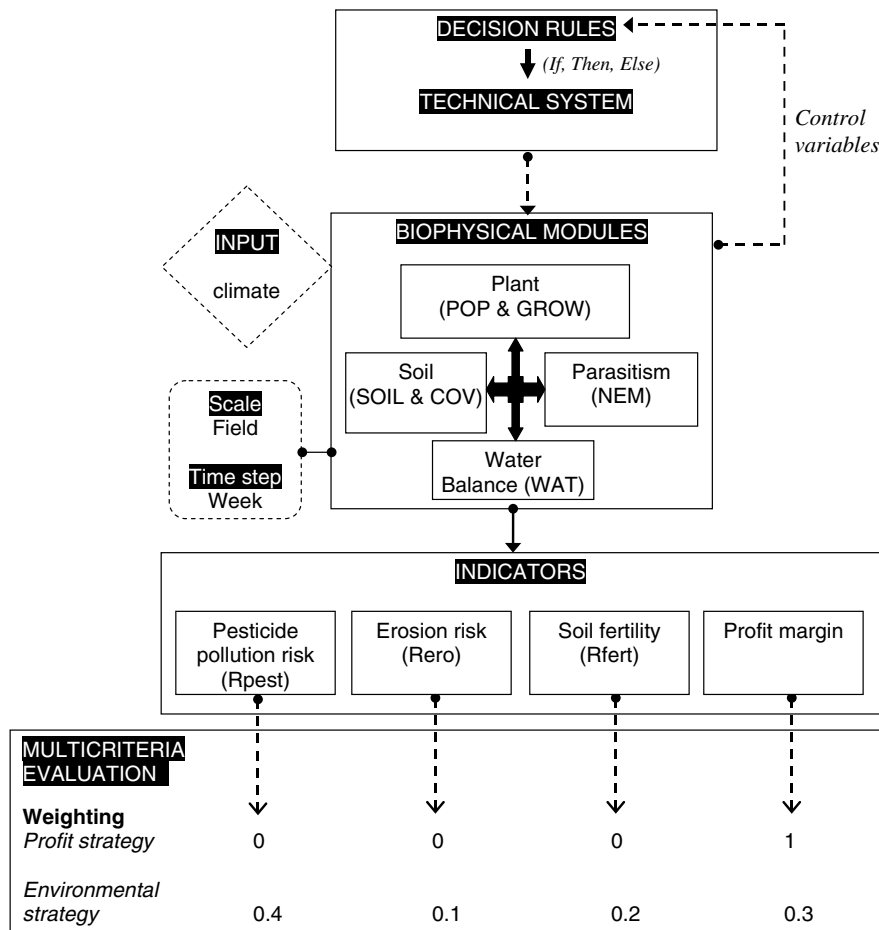 DECISION RULES
(If, Then, Else)
TECHNICAL SYSTEM
Control
variables
INPUT
climate
BIOPHYSICAL MODULES
Plant
(POP & GROW)
Soil
(SOIL & COV)
Parasitism
(NEM)
Water
Balance (WAT)
Scale
Field
Time step
Week
INDICATORS
Pesticide
pollution risk
(Rpest)
Erosion risk
(Rero)
Soil fertility
(Rfert)
Profit margin
MULTICRITERIA
EVALUATION
Weighting
Profit strategy 0 0 0 1
Environmental
strategy 0.4 0.1 0.2 0.3